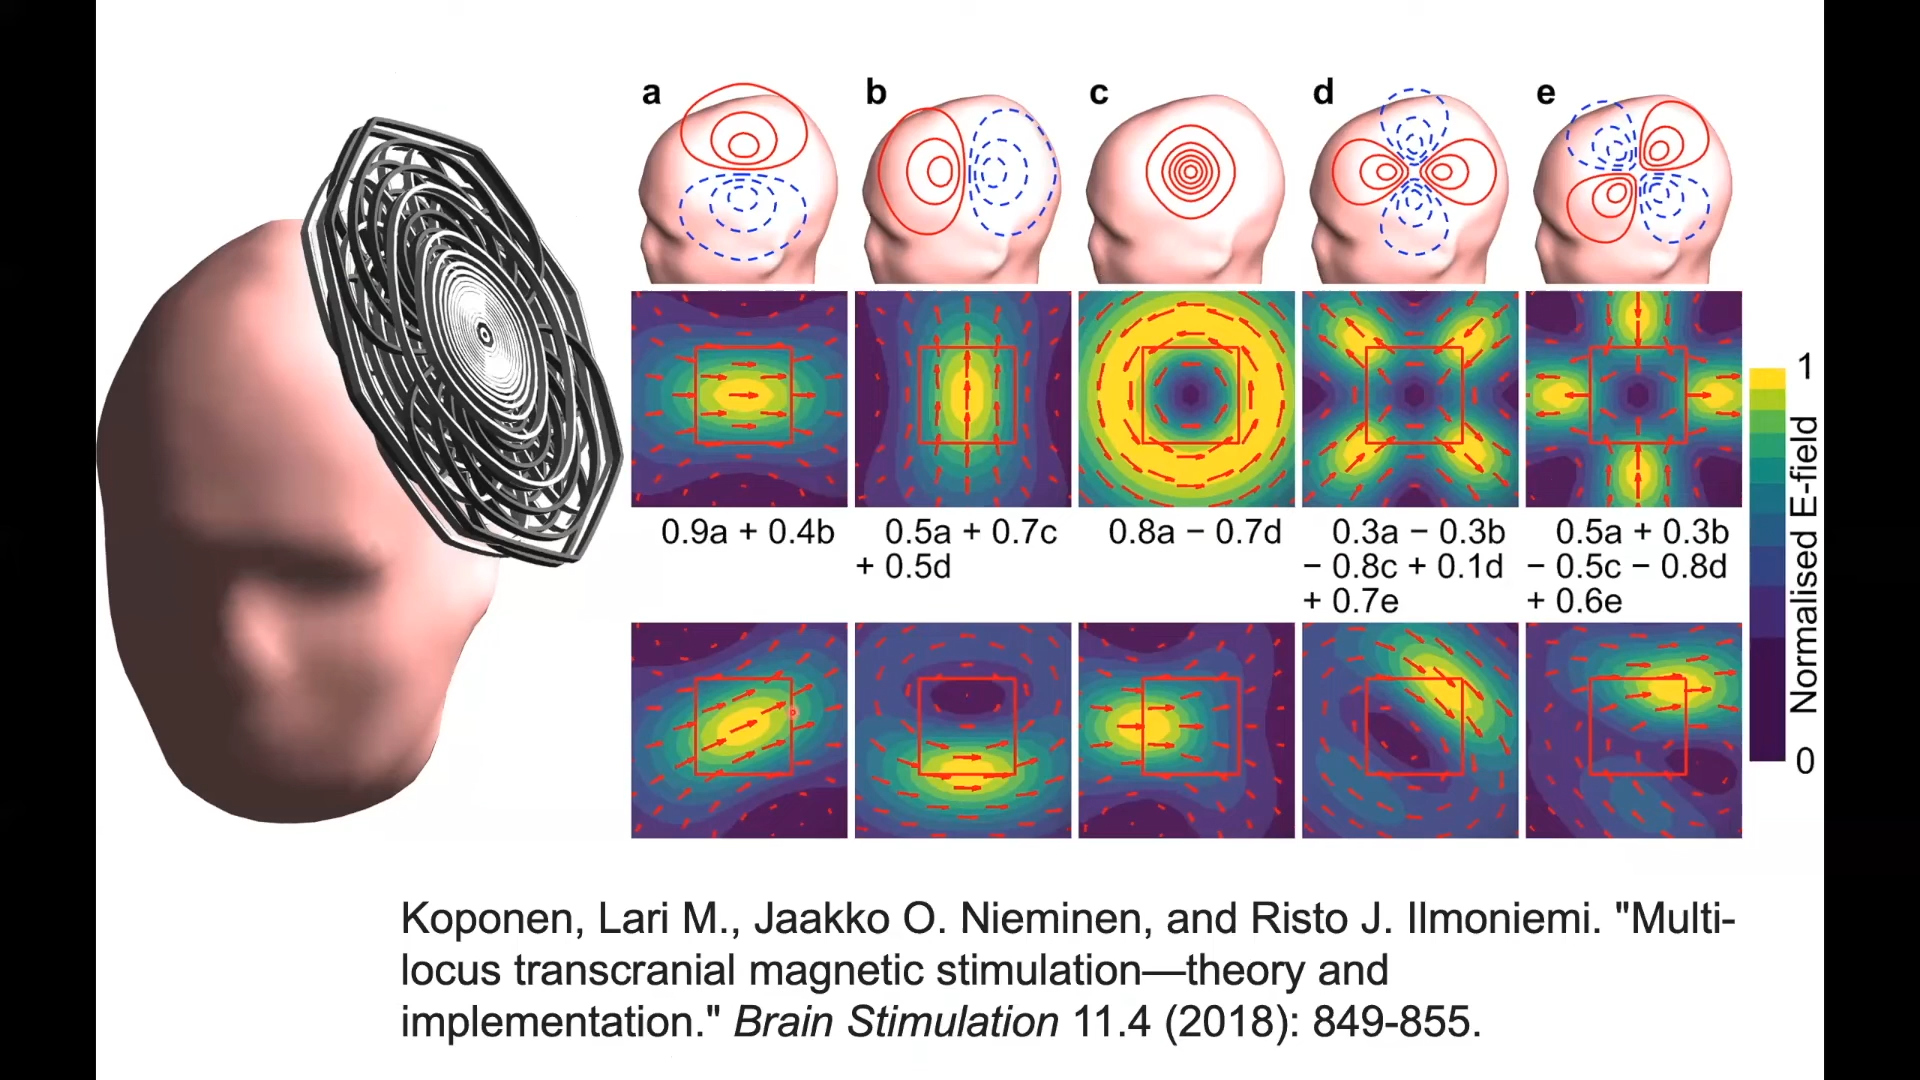 a b c d e
0.9a + 0.4b
0.5a + 0.7c
+ 0.5d
0.8a − 0.7d
0.3a − 0.3b
− 0.8c + 0.1d
+ 0.7e
0.5a + 0.3b
− 0.5c − 0.8d
+ 0.6e
1
Normalised E-field
0
Koponen, Lari M., Jaakko O. Nieminen, and Risto J. Ilmoniemi. "Multi-
locus transcranial magnetic stimulation—theory and
implementation." Brain Stimulation 11.4 (2018): 849-855.